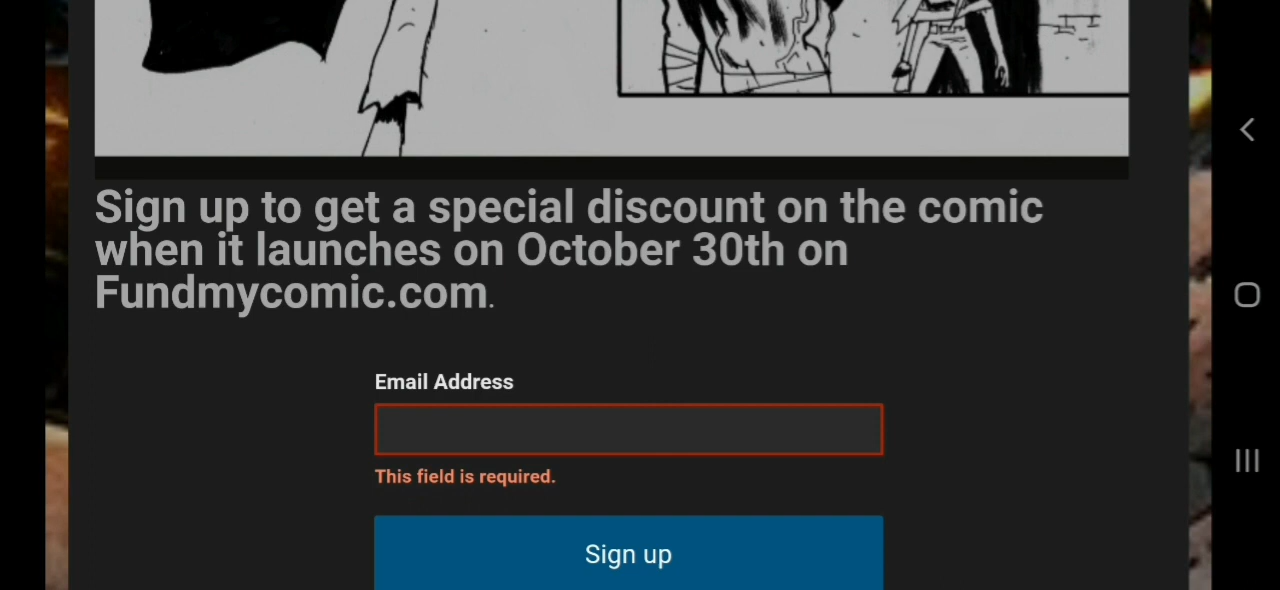 Sign up to get a special discount on the comic
when it launches on October 30th on
Fundmycomic.com.
Email Address
This field is required.
Sign up